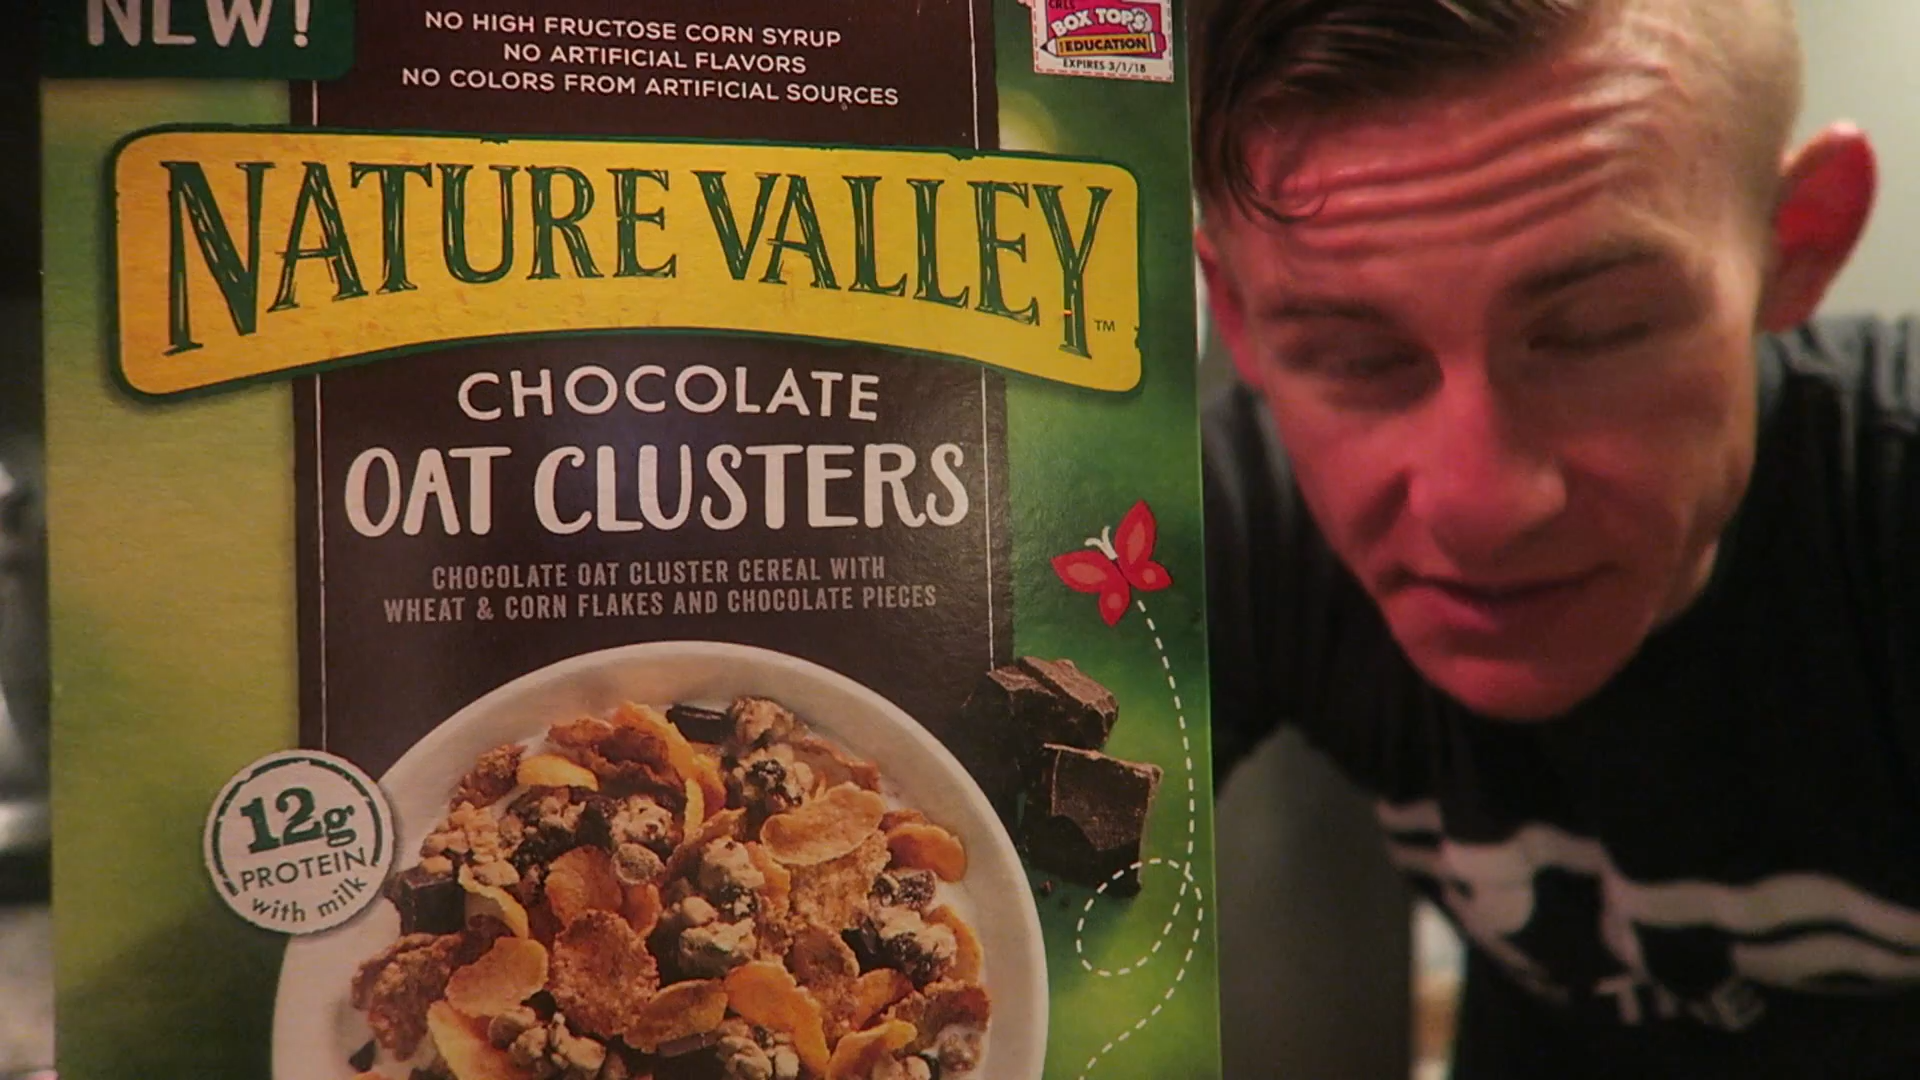 NEW!
NO HIGH FRUCTOSE CORN SYRUP
NO ARTIFICIAL FLAVORS
NO COLORS FROM ARTIFICIAL SOURCES
BOX TOPS
EDUCATION
EXPIRES 3/1/18
NATURE VALLEY™
CHOCOLATE
OAT CLUSTERS
CHOCOLATE OAT CLUSTER CEREAL WITH
WHEAT & CORN FLAKES AND CHOCOLATE PIECES
12g
PROTEIN
with milk
THE